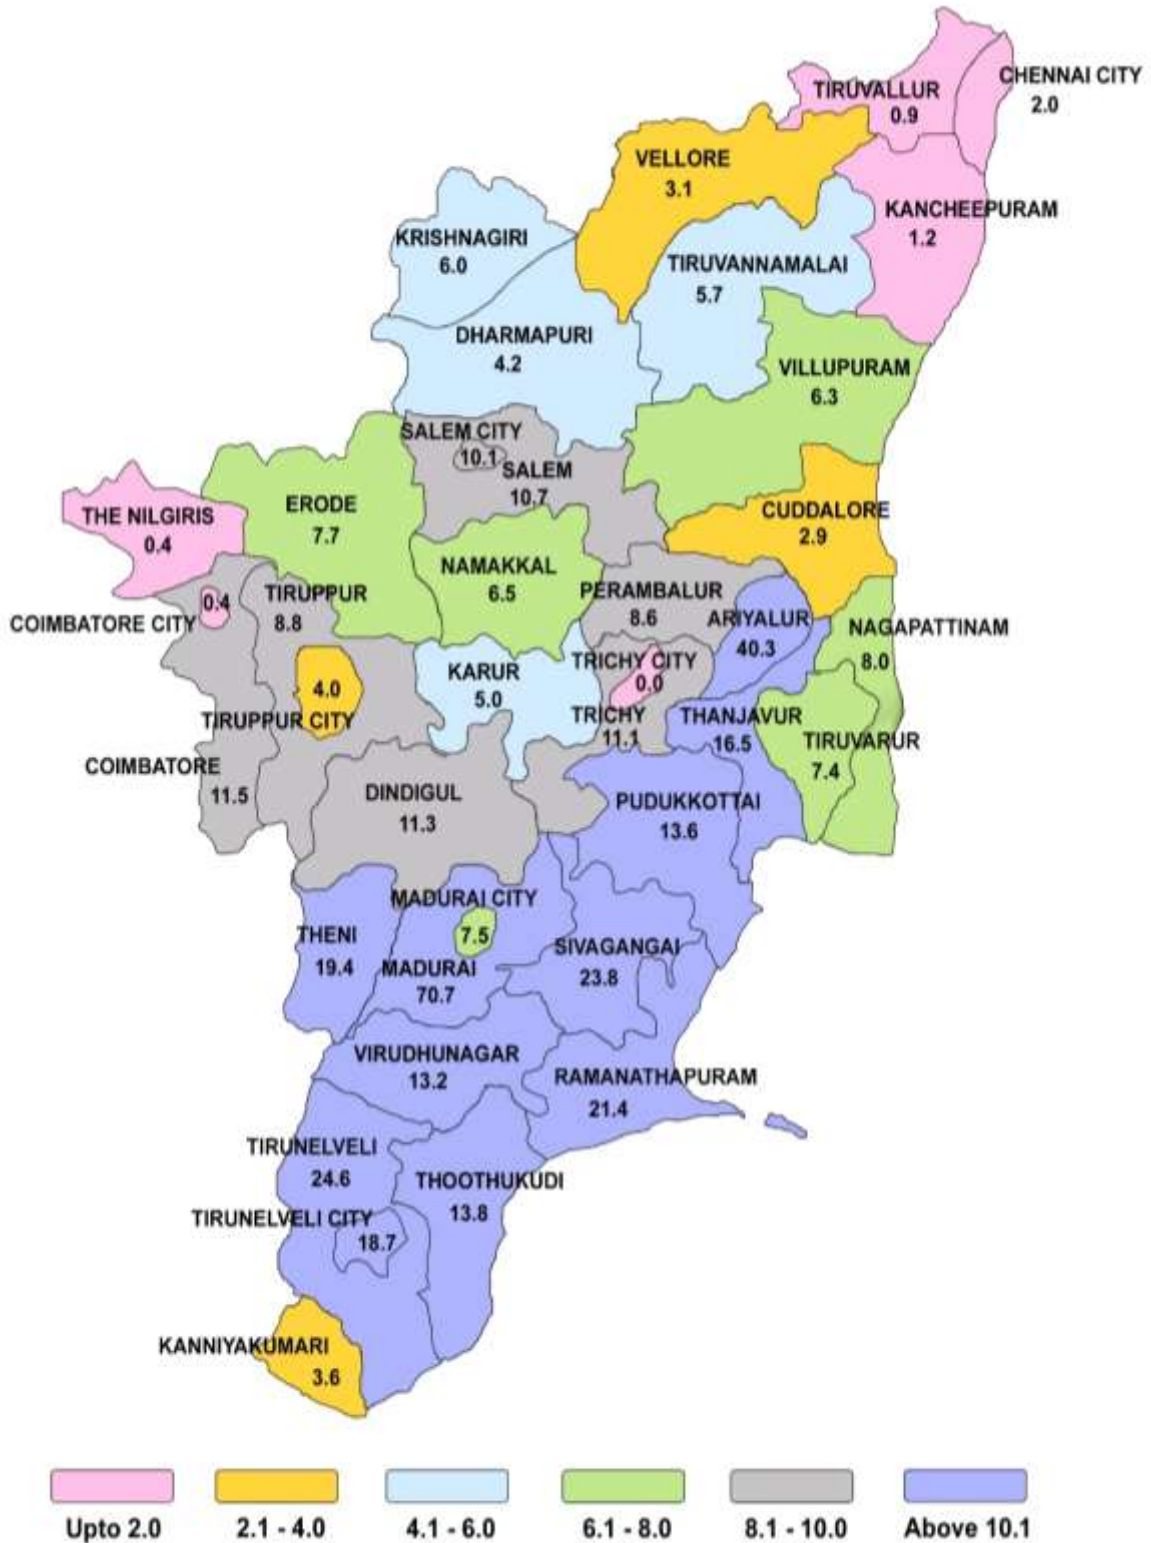 CHENNAI CITY
2.0
TIRUVALLUR
0.9
VELLORE
3.1
KANCHEEPURAM
1.2
KRISHNAGIRI
6.0
TIRUVANNAMALAI
5.7
DHARMAPURI
4.2
VILLUPURAM
6.3
SALEM CITY
10.1
SALEM
10.7
ERODE
7.7
THE NILGIRIS
0.4
CUDDALORE
2.9
NAMAKKAL
6.5
PERAMBALUR
8.6
TIRUPPUR
8.8
0.4
COIMBATORE CITY
ARIYALUR
40.3
NAGAPATTINAM
8.0
TRICHY CITY
0.0
KARUR
5.0
4.0
TIRUPPUR CITY
TRICHY
11.1
THANJAVUR
16.5
TIRUVARUR
7.4
COIMBATORE
11.5
DINDIGUL
11.3
PUDUKKOTTAI
13.6
MADURAI CITY
7.5
THENI
19.4
MADURAI
70.7
SIVAGANGAI
23.8
VIRUDHUNAGAR
13.2
RAMANATHAPURAM
21.4
TIRUNELVELI
24.6
THOOTHUKUDI
13.8
TIRUNELVELI CITY
18.7
KANNIYAKUMARI
3.6
Upto 2.0
2.1 - 4.0
4.1 - 6.0
6.1 - 8.0
8.1 - 10.0
Above 10.1